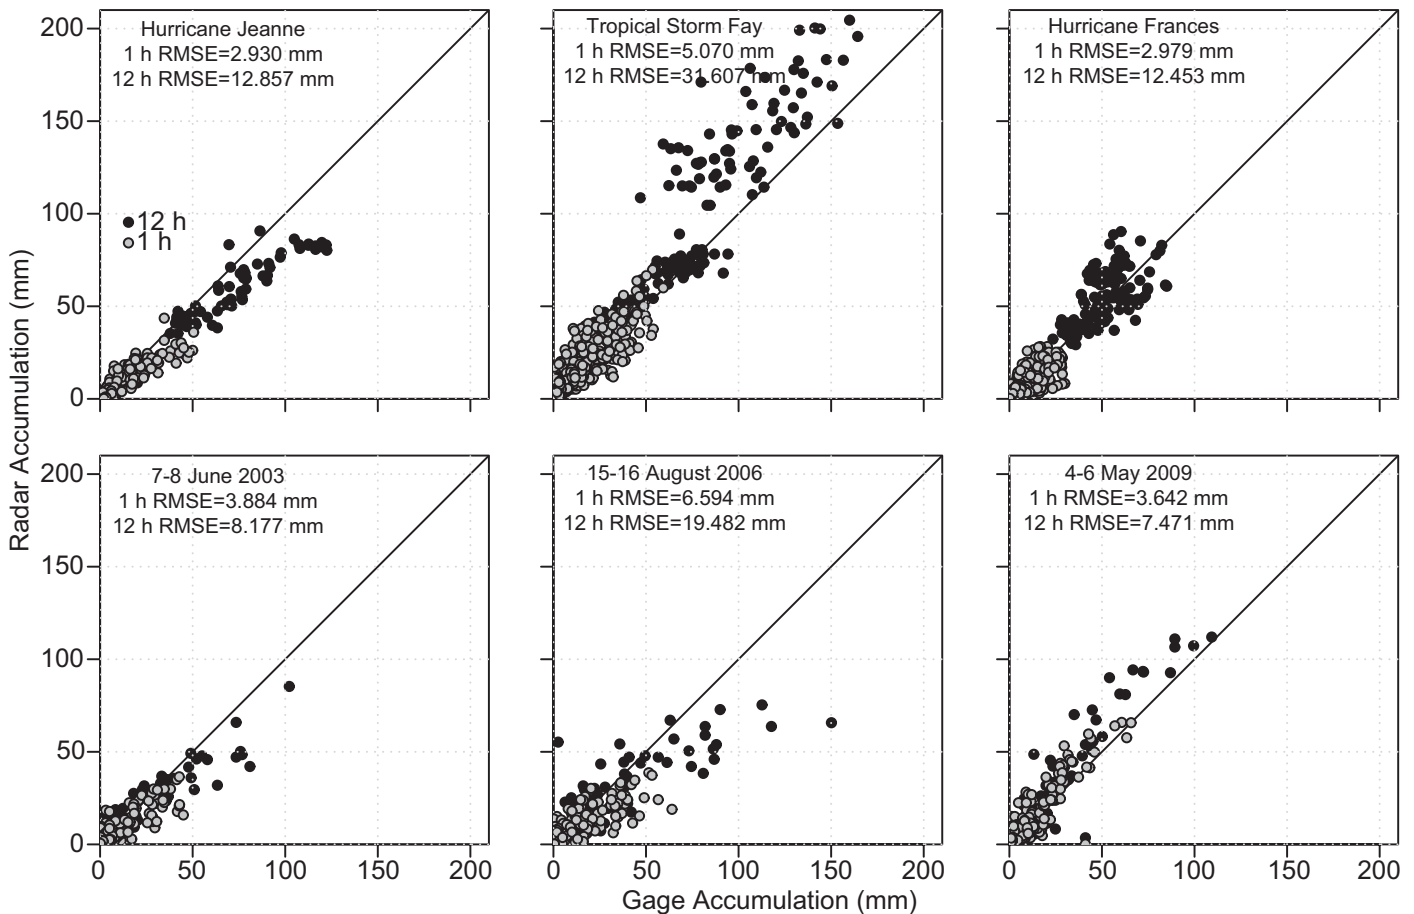 Hurricane Jeanne
1 h RMSE=2.930 mm
12 h RMSE=12.857 mm
Tropical Storm Fay
1 h RMSE=5.070 mm
12 h RMSE=31.607 mm
Hurricane Frances
1 h RMSE=2.979 mm
12 h RMSE=12.453 mm
200
150
100
50
0
12 h
1 h
Radar Accumulation (mm)
7-8 June 2003
1 h RMSE=3.884 mm
12 h RMSE=8.177 mm
15-16 August 2006
1 h RMSE=6.594 mm
12 h RMSE=19.482 mm
4-6 May 2009
1 h RMSE=3.642 mm
12 h RMSE=7.471 mm
200
150
100
50
0
0 50 100 150 200
0 50 100 150 200
0 50 100 150 200
Gage Accumulation (mm)